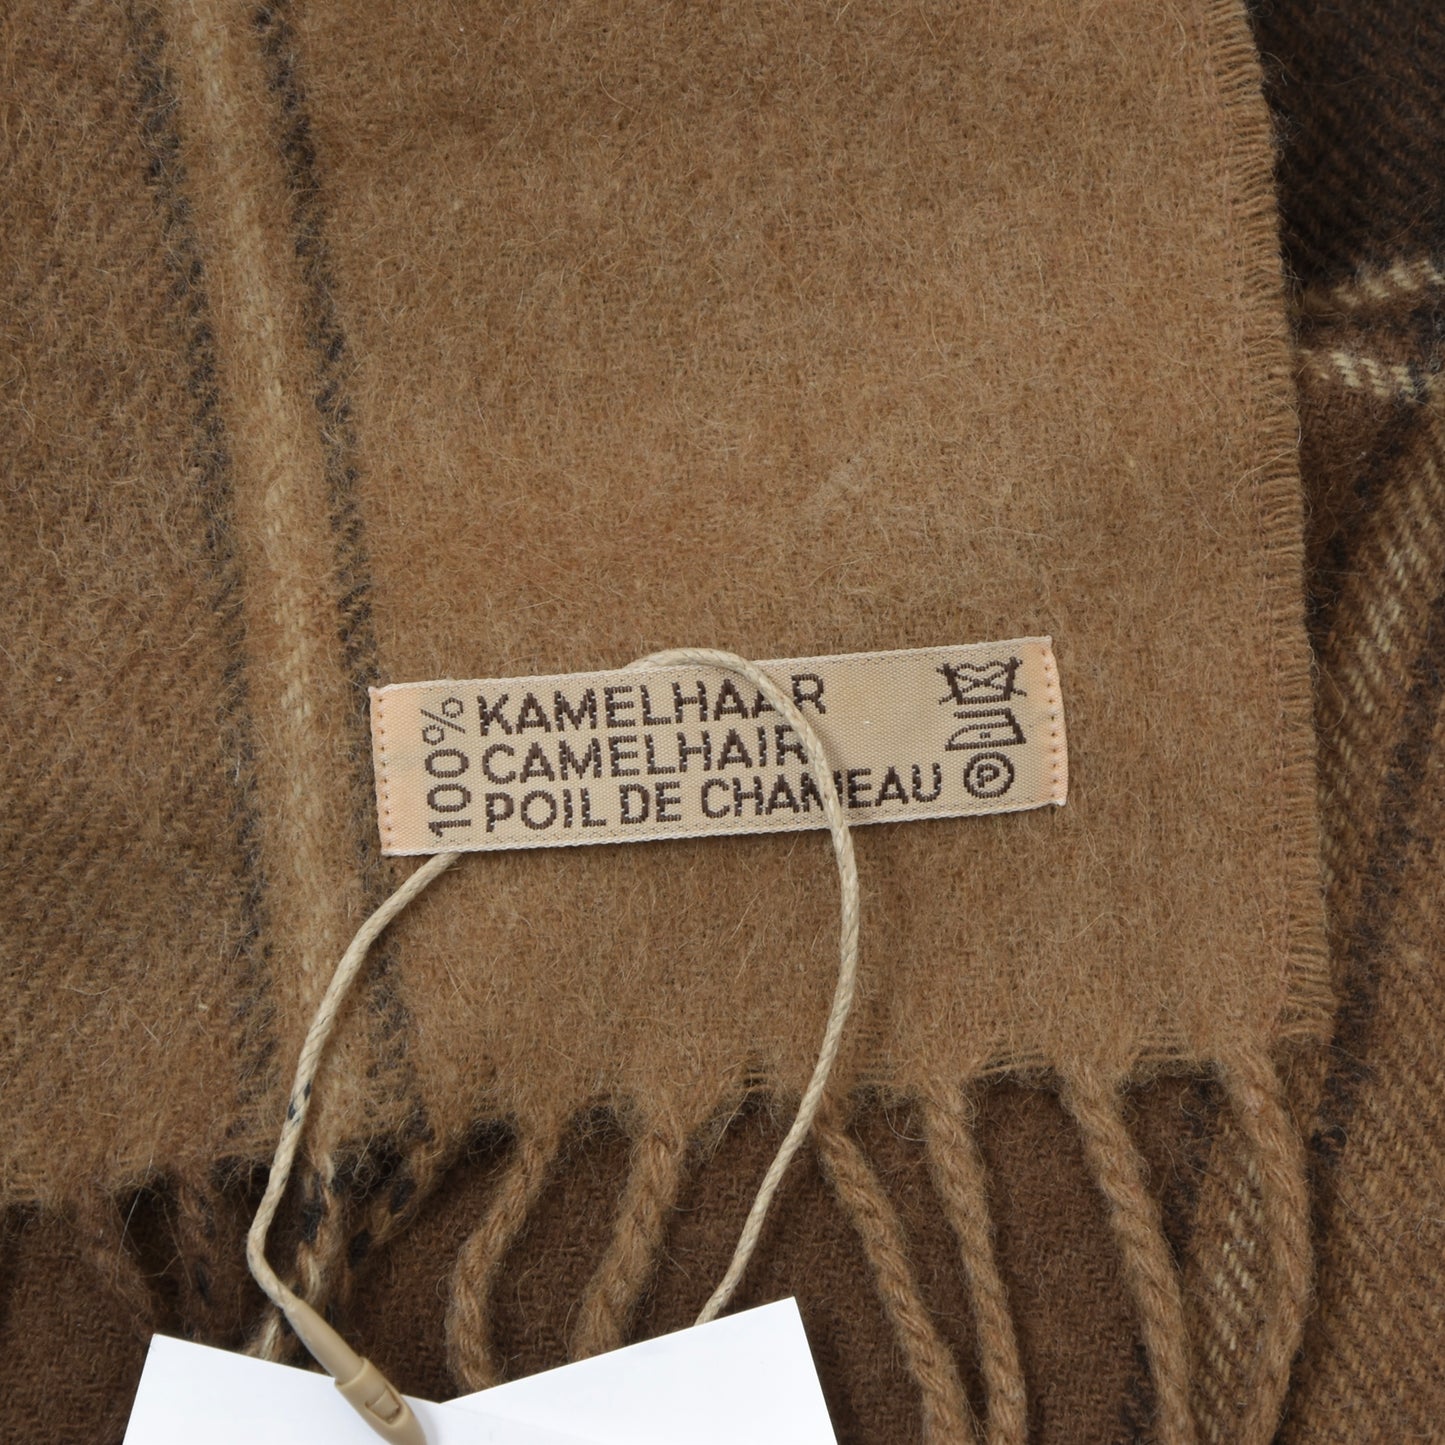 100%
KAMELHAAR
CAMELHAIR
POIL DE CHAMEAU
P